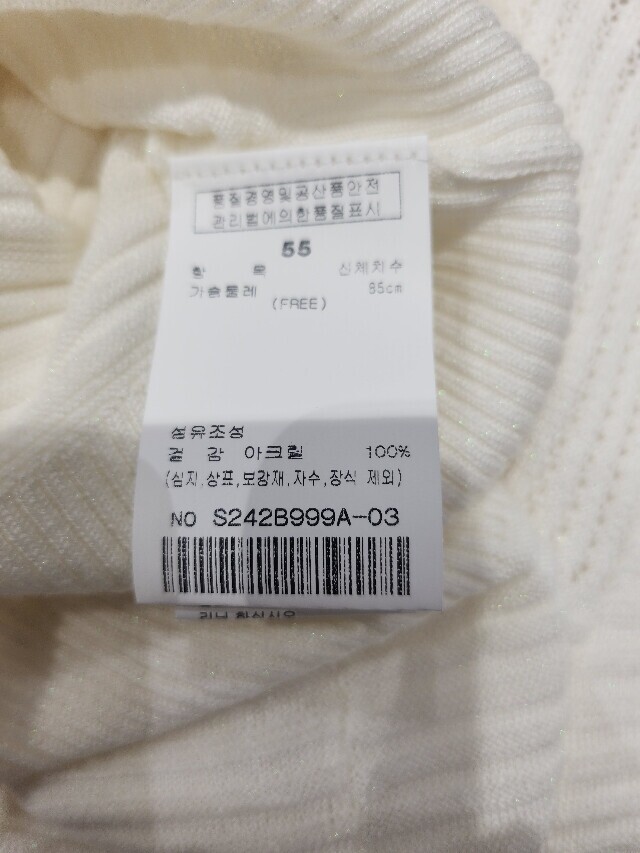 품질경영및공산품안전
관리법에의한품질표시
55
항 목 신체치수
가슴둘레 85cm
(FREE)
섬유조성
겉 감 아크릴 100%
(심지,상표,보강재,자수,장식 제외)
NO S242B999A-03